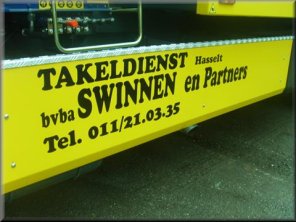 TAKELDIENST Hasselt
bvba SWINNEN en Partners
Tel. 011/21.03.35